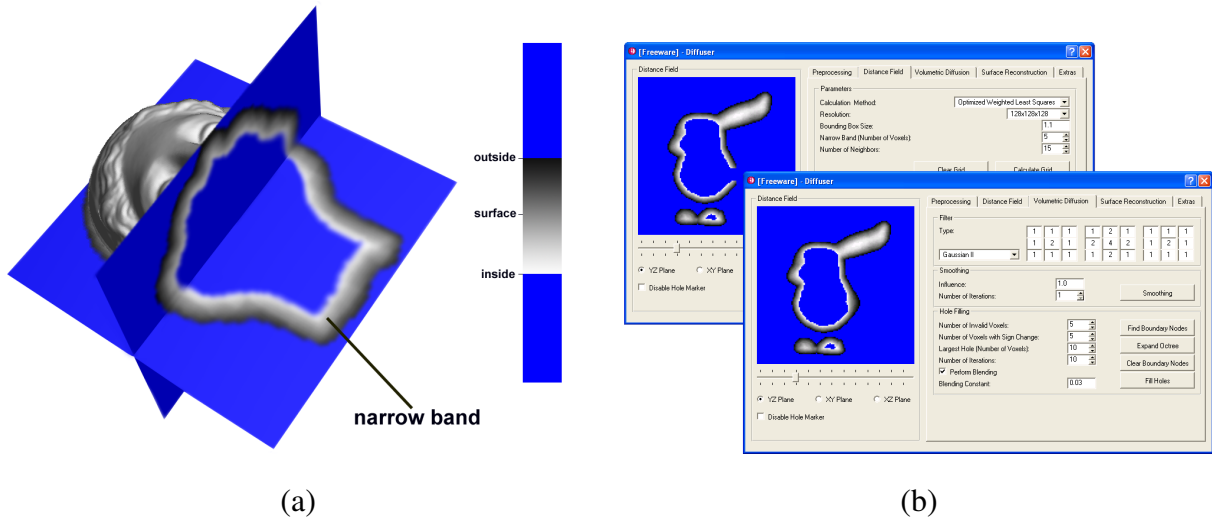 outside
surface
inside
narrow band
(a)
[Freeware] - Diffuser
Distance Field
Preprocessing Distance Field Volumetric Diffusion Surface Reconstruction Extras
Parameters
Calculation Method: Optimized Weighted Least Squares
Resolution: 128x128x128
Bounding Box Size: 1.1
Narrow Band (Number of Voxels): 5
Number of Neighbors: 15
Clear Grid Calculate Grid
YZ Plane XY Plane
Disable Hole Marker
[Freeware] - Diffuser
Distance Field
Preprocessing Distance Field Volumetric Diffusion Surface Reconstruction Extras
Filter
Type: 1 1 1 1 2 1 1 1 1
1 2 1 2 4 2 1 2 1
Gaussian II 1 1 1 1 2 1 1 1 1
Smoothing
Influence: 1.0
Number of Iterations: 1 Smoothing
Hole Filling
Number of Invalid Voxels: 5 Find Boundary Nodes
Number of Voxels with Sign Change: 5
Largest Hole (Number of Voxels): 10 Expand Octree
Number of Iterations: 10 Clear Boundary Nodes
Perform Blending
Blending Constant: 0.03 Fill Holes
YZ Plane XY Plane XZ Plane
Disable Hole Marker
(b)